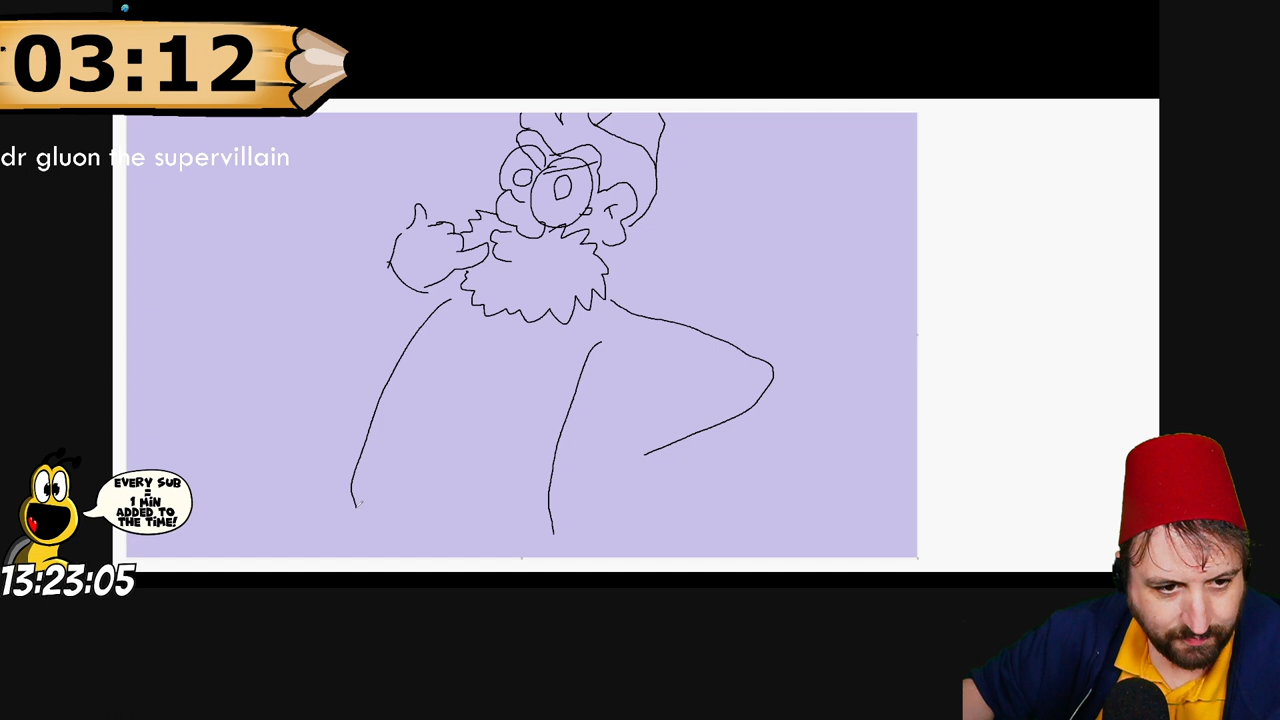 03:12
dr gluon the supervillain
EVERY SUB
=
1 MIN
ADDED TO
THE TIME!
13:23:05